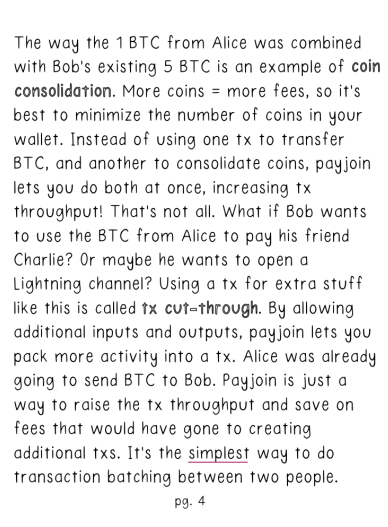 The way the 1 BTC from Alice was combined
with Bob's existing 5 BTC is an example of coin
consolidation. More coins = more fees, so it's
best to minimize the number of coins in your
wallet. Instead of using one tx to transfer
BTC, and another to consolidate coins, payjoin
lets you do both at once, increasing tx
throughput! That's not all. What if Bob wants
to use the BTC from Alice to pay his friend
Charlie? Or maybe he wants to open a
Lightning channel? Using a tx for extra stuff
like this is called tx cut-through. By allowing
additional inputs and outputs, payjoin lets you
pack more activity into a tx. Alice was already
going to send BTC to Bob. Payjoin is just a
way to raise the tx throughput and save on
fees that would have gone to creating
additional txs. It's the simplest way to do
transaction batching between two people.
pg. 4